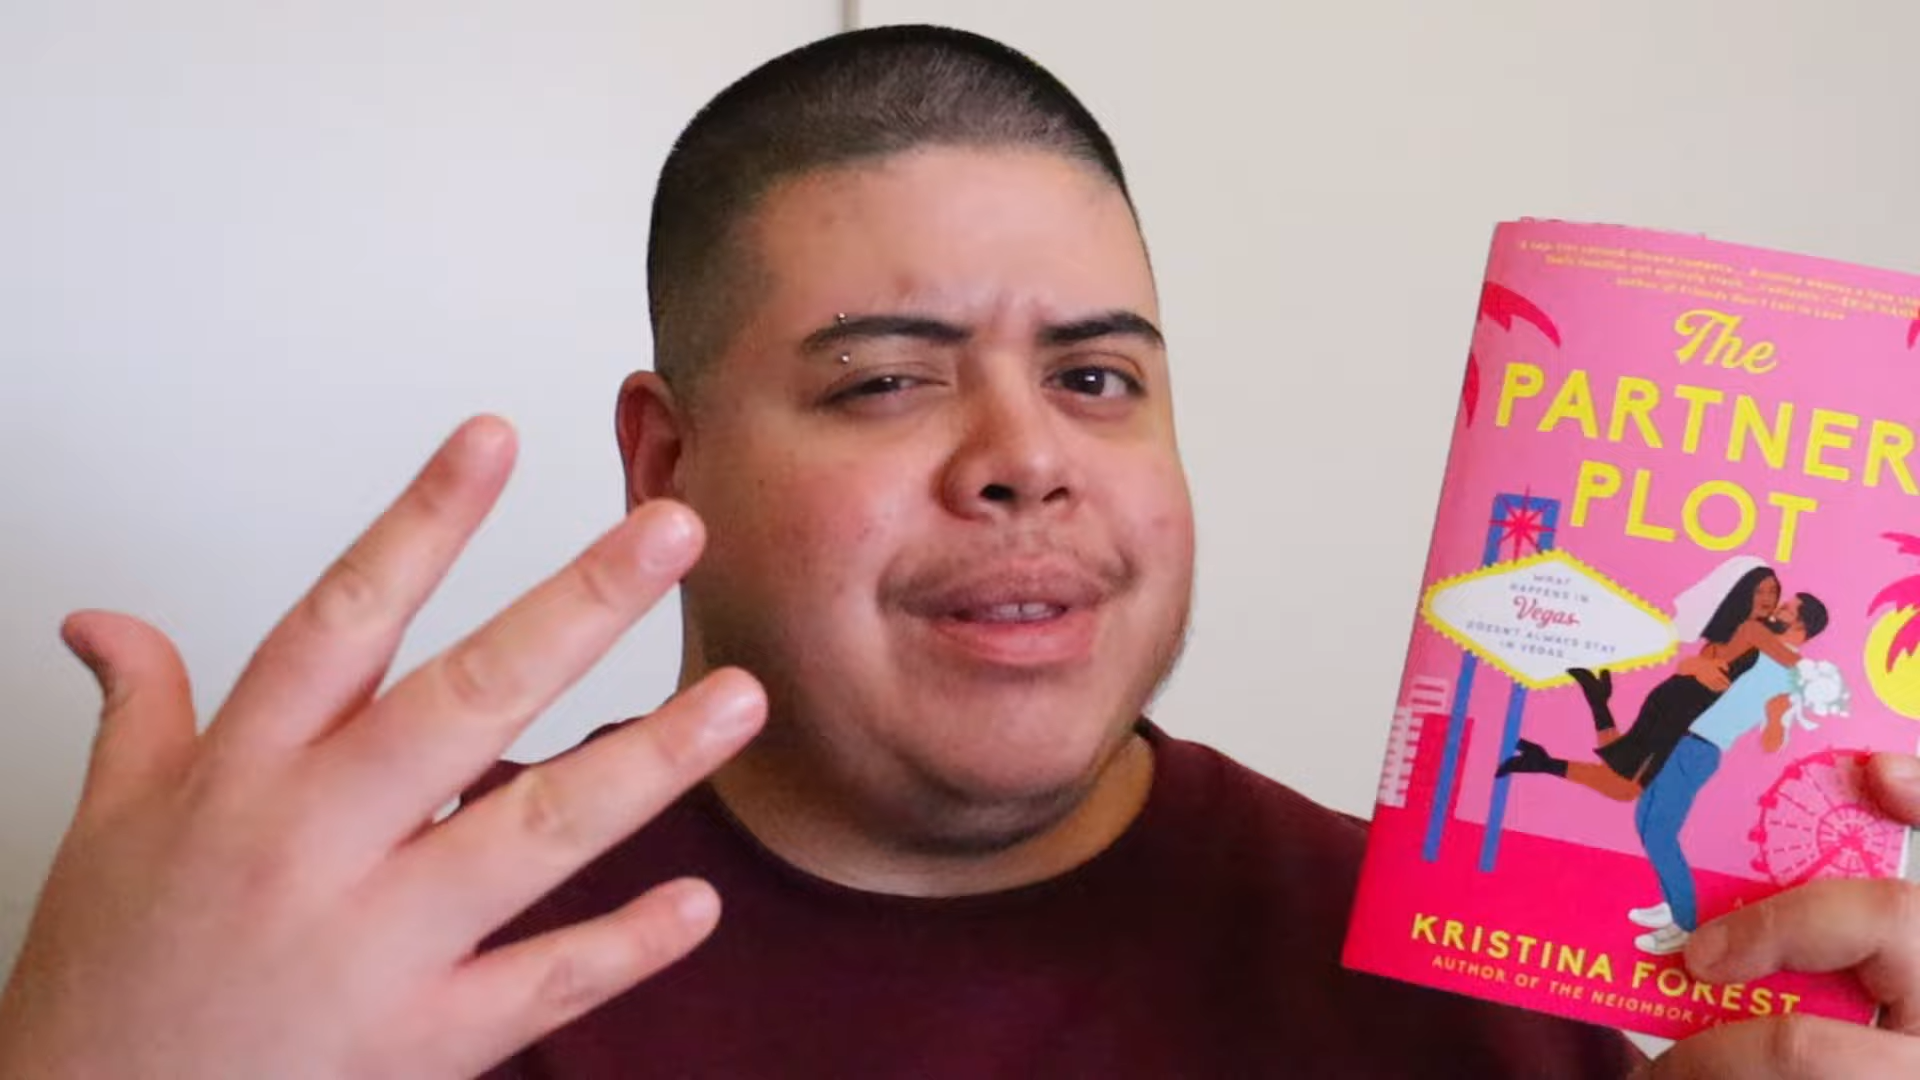 The
PARTNER
PLOT
WHAT
HAPPENS IN
Vegas
DOESN'T ALWAYS STAY
IN VEGAS
KRISTINA FOREST
AUTHOR OF THE NEIGHBOR